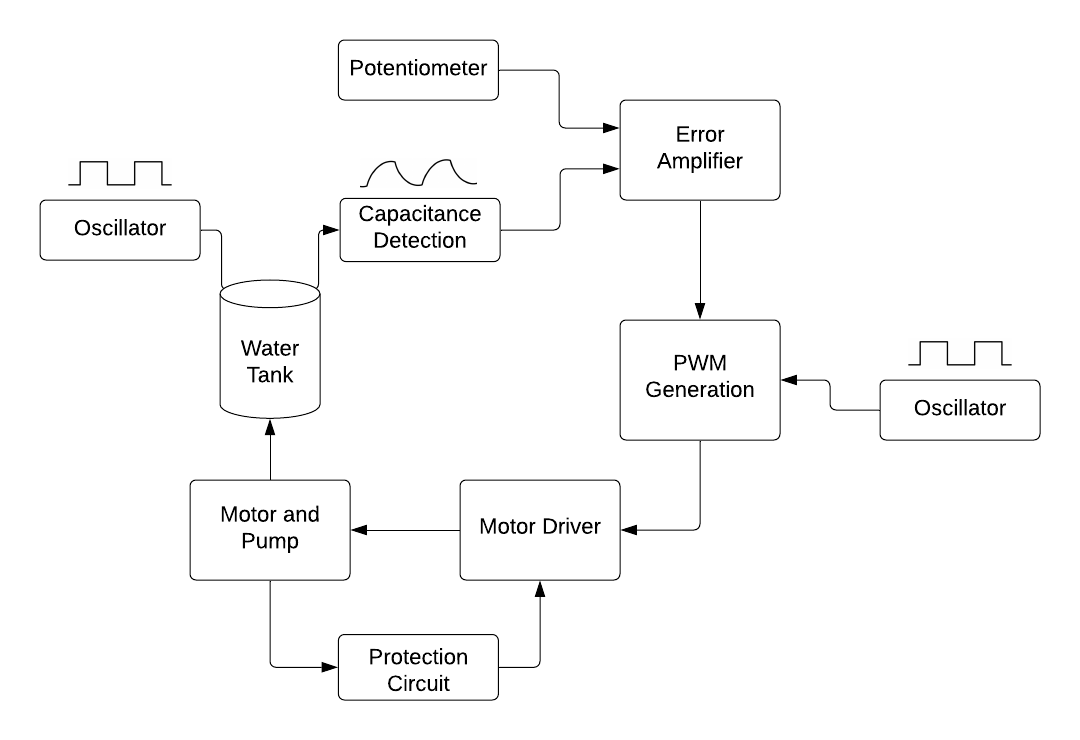 Potentiometer
Error
Amplifier
Oscillator
Capacitance
Detection
Water
Tank
PWM
Generation
Oscillator
Motor and
Pump
Motor Driver
Protection
Circuit